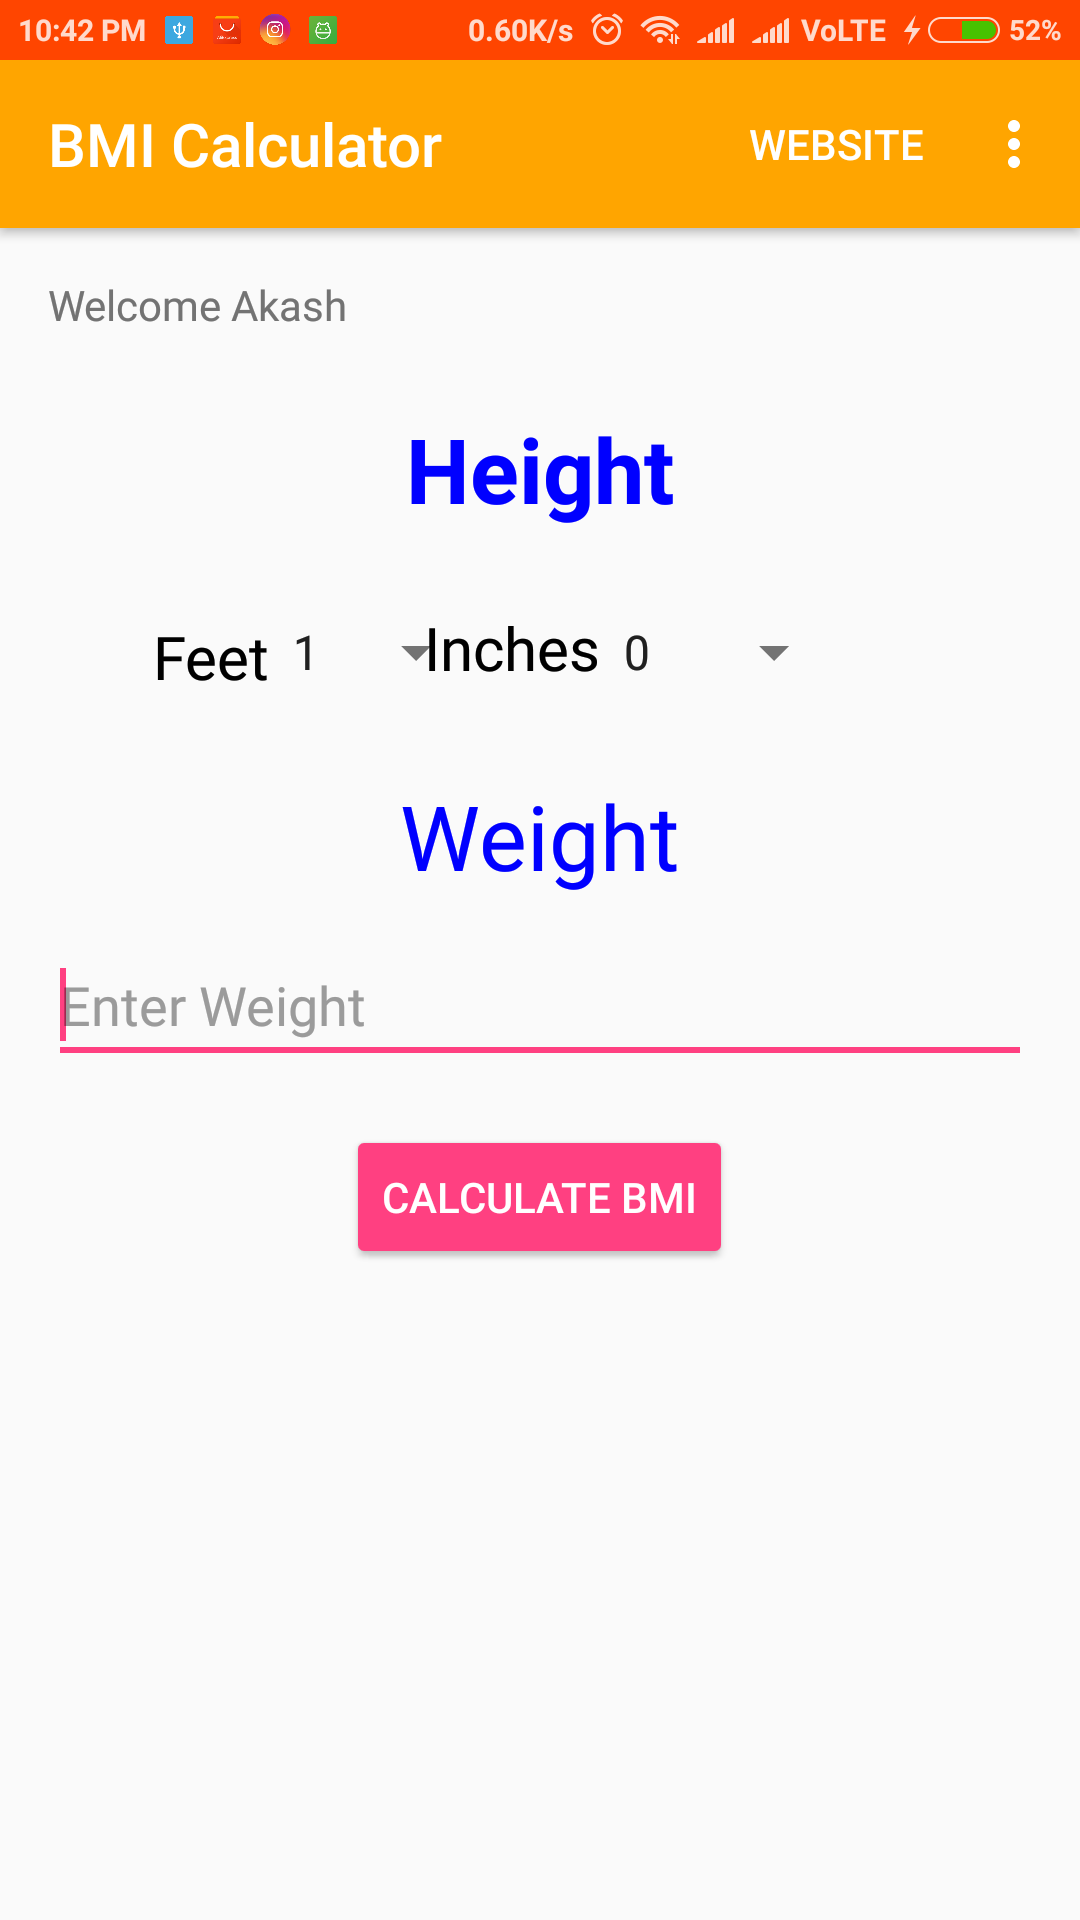 10:42 PM 0.60K/s VoLTE 52%
BMI Calculator WEBSITE
Welcome Akash
Height
Feet 1 Inches 0
Weight
Enter Weight
CALCULATE BMI